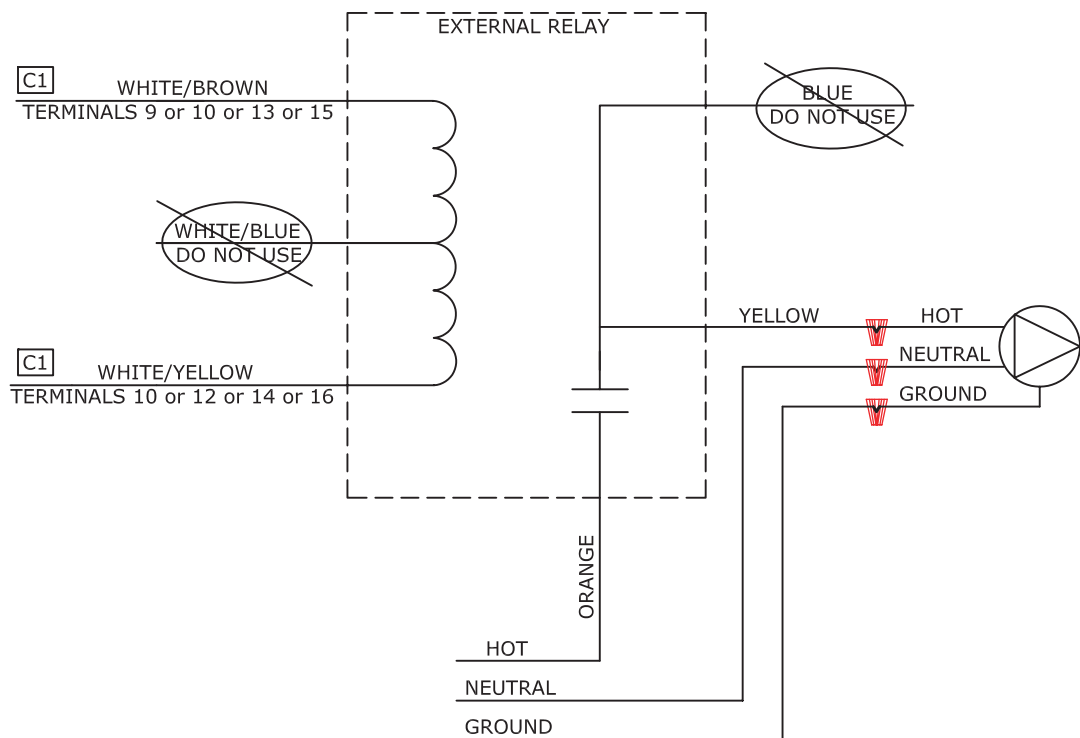 EXTERNAL RELAY
C1
WHITE/BROWN
TERMINALS 9 or 10 or 13 or 15
BLUE
DO NOT USE
WHITE/BLUE
DO NOT USE
YELLOW
HOT
NEUTRAL
GROUND
C1
WHITE/YELLOW
TERMINALS 10 or 12 or 14 or 16
ORANGE
HOT
NEUTRAL
GROUND